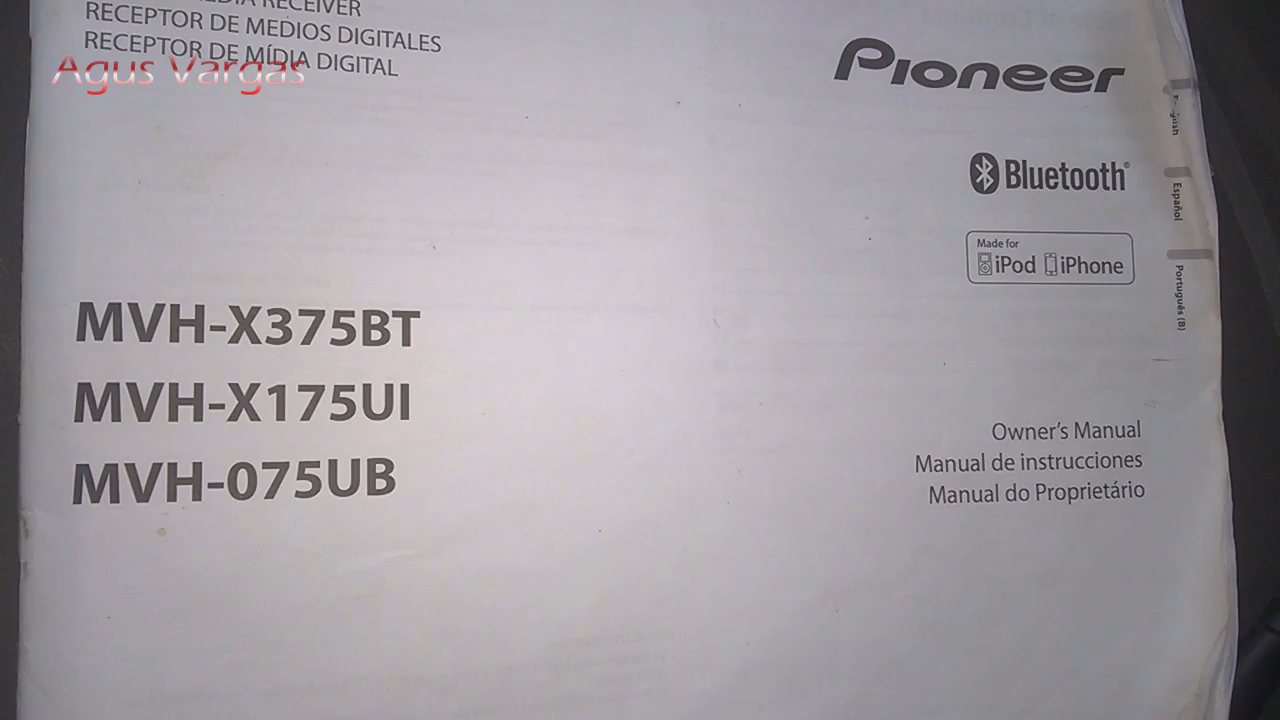 MEDIA RECEIVER
RECEPTOR DE MEDIOS DIGITALES
RECEPTOR DE MÍDIA DIGITAL
Agus Vargas
Pioneer
Bluetooth®
Made for
iPod iPhone
English
Español
Português (B)
MVH-X375BT
MVH-X175UI
MVH-075UB
Owner's Manual
Manual de instrucciones
Manual do Proprietário